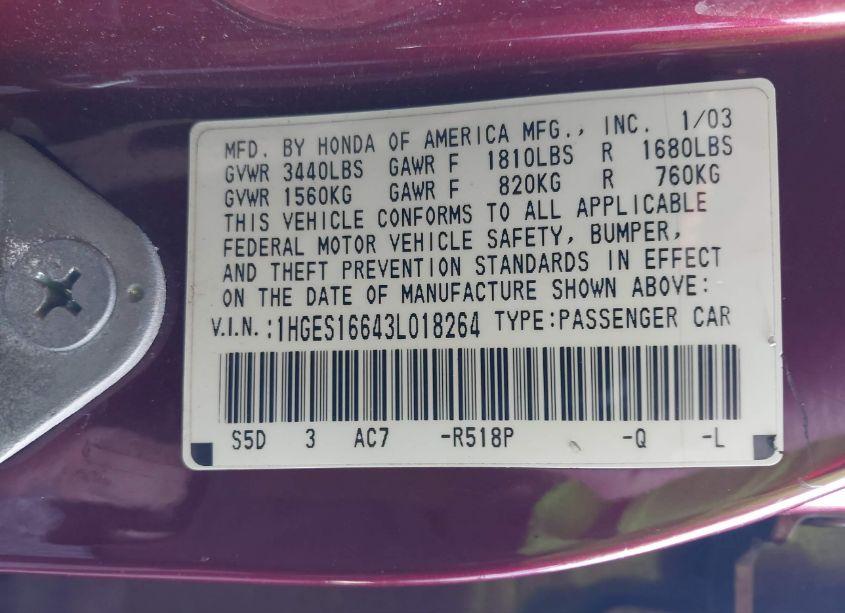 MFD. BY HONDA OF AMERICA MFG., INC. 1/03
GVWR 3440LBS GAWR F 1810LBS R 1680LBS
GVWR 1560KG GAWR F 820KG R 760KG
THIS VEHICLE CONFORMS TO ALL APPLICABLE
FEDERAL MOTOR VEHICLE SAFETY, BUMPER,
AND THEFT PREVENTION STANDARDS IN EFFECT
ON THE DATE OF MANUFACTURE SHOWN ABOVE:
V.I.N.:1HGES16643L018264 TYPE:PASSENGER CAR
S5D 3 AC7 -R518P -Q -L